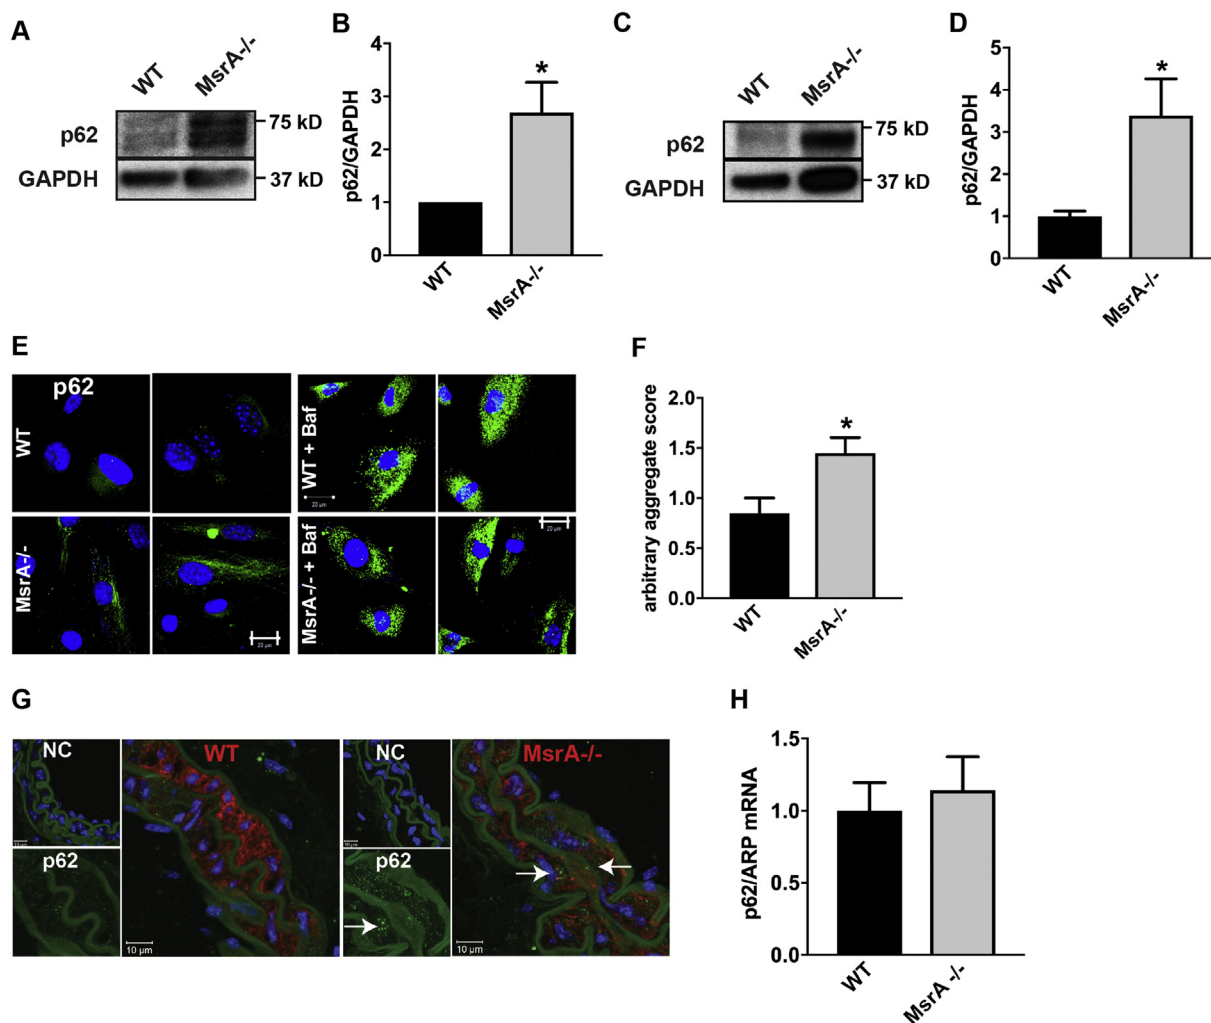 A
WT
MsrA-/-
p62
75 kD
GAPDH
37 kD
B
4
3
2
1
0
p62/GAPDH
*
WT
MsrA-/-
C
WT
MsrA-/-
p62
75 kD
GAPDH
37 kD
D
5
4
3
2
1
0
p62/GAPDH
*
WT
MsrA-/-
E
p62
WT
WT + Baf
20 µm
MsrA-/-
20 µm
MsrA-/- + Baf
20 µm
F
2.0
1.5
1.0
0.5
0.0
arbitrary aggregate score
*
WT
MsrA-/-
G
NC
WT
p62
10 µm
NC
MsrA-/-
p62
10 µm
H
1.5
1.0
0.5
0.0
p62/ARP mRNA
WT
MsrA -/-